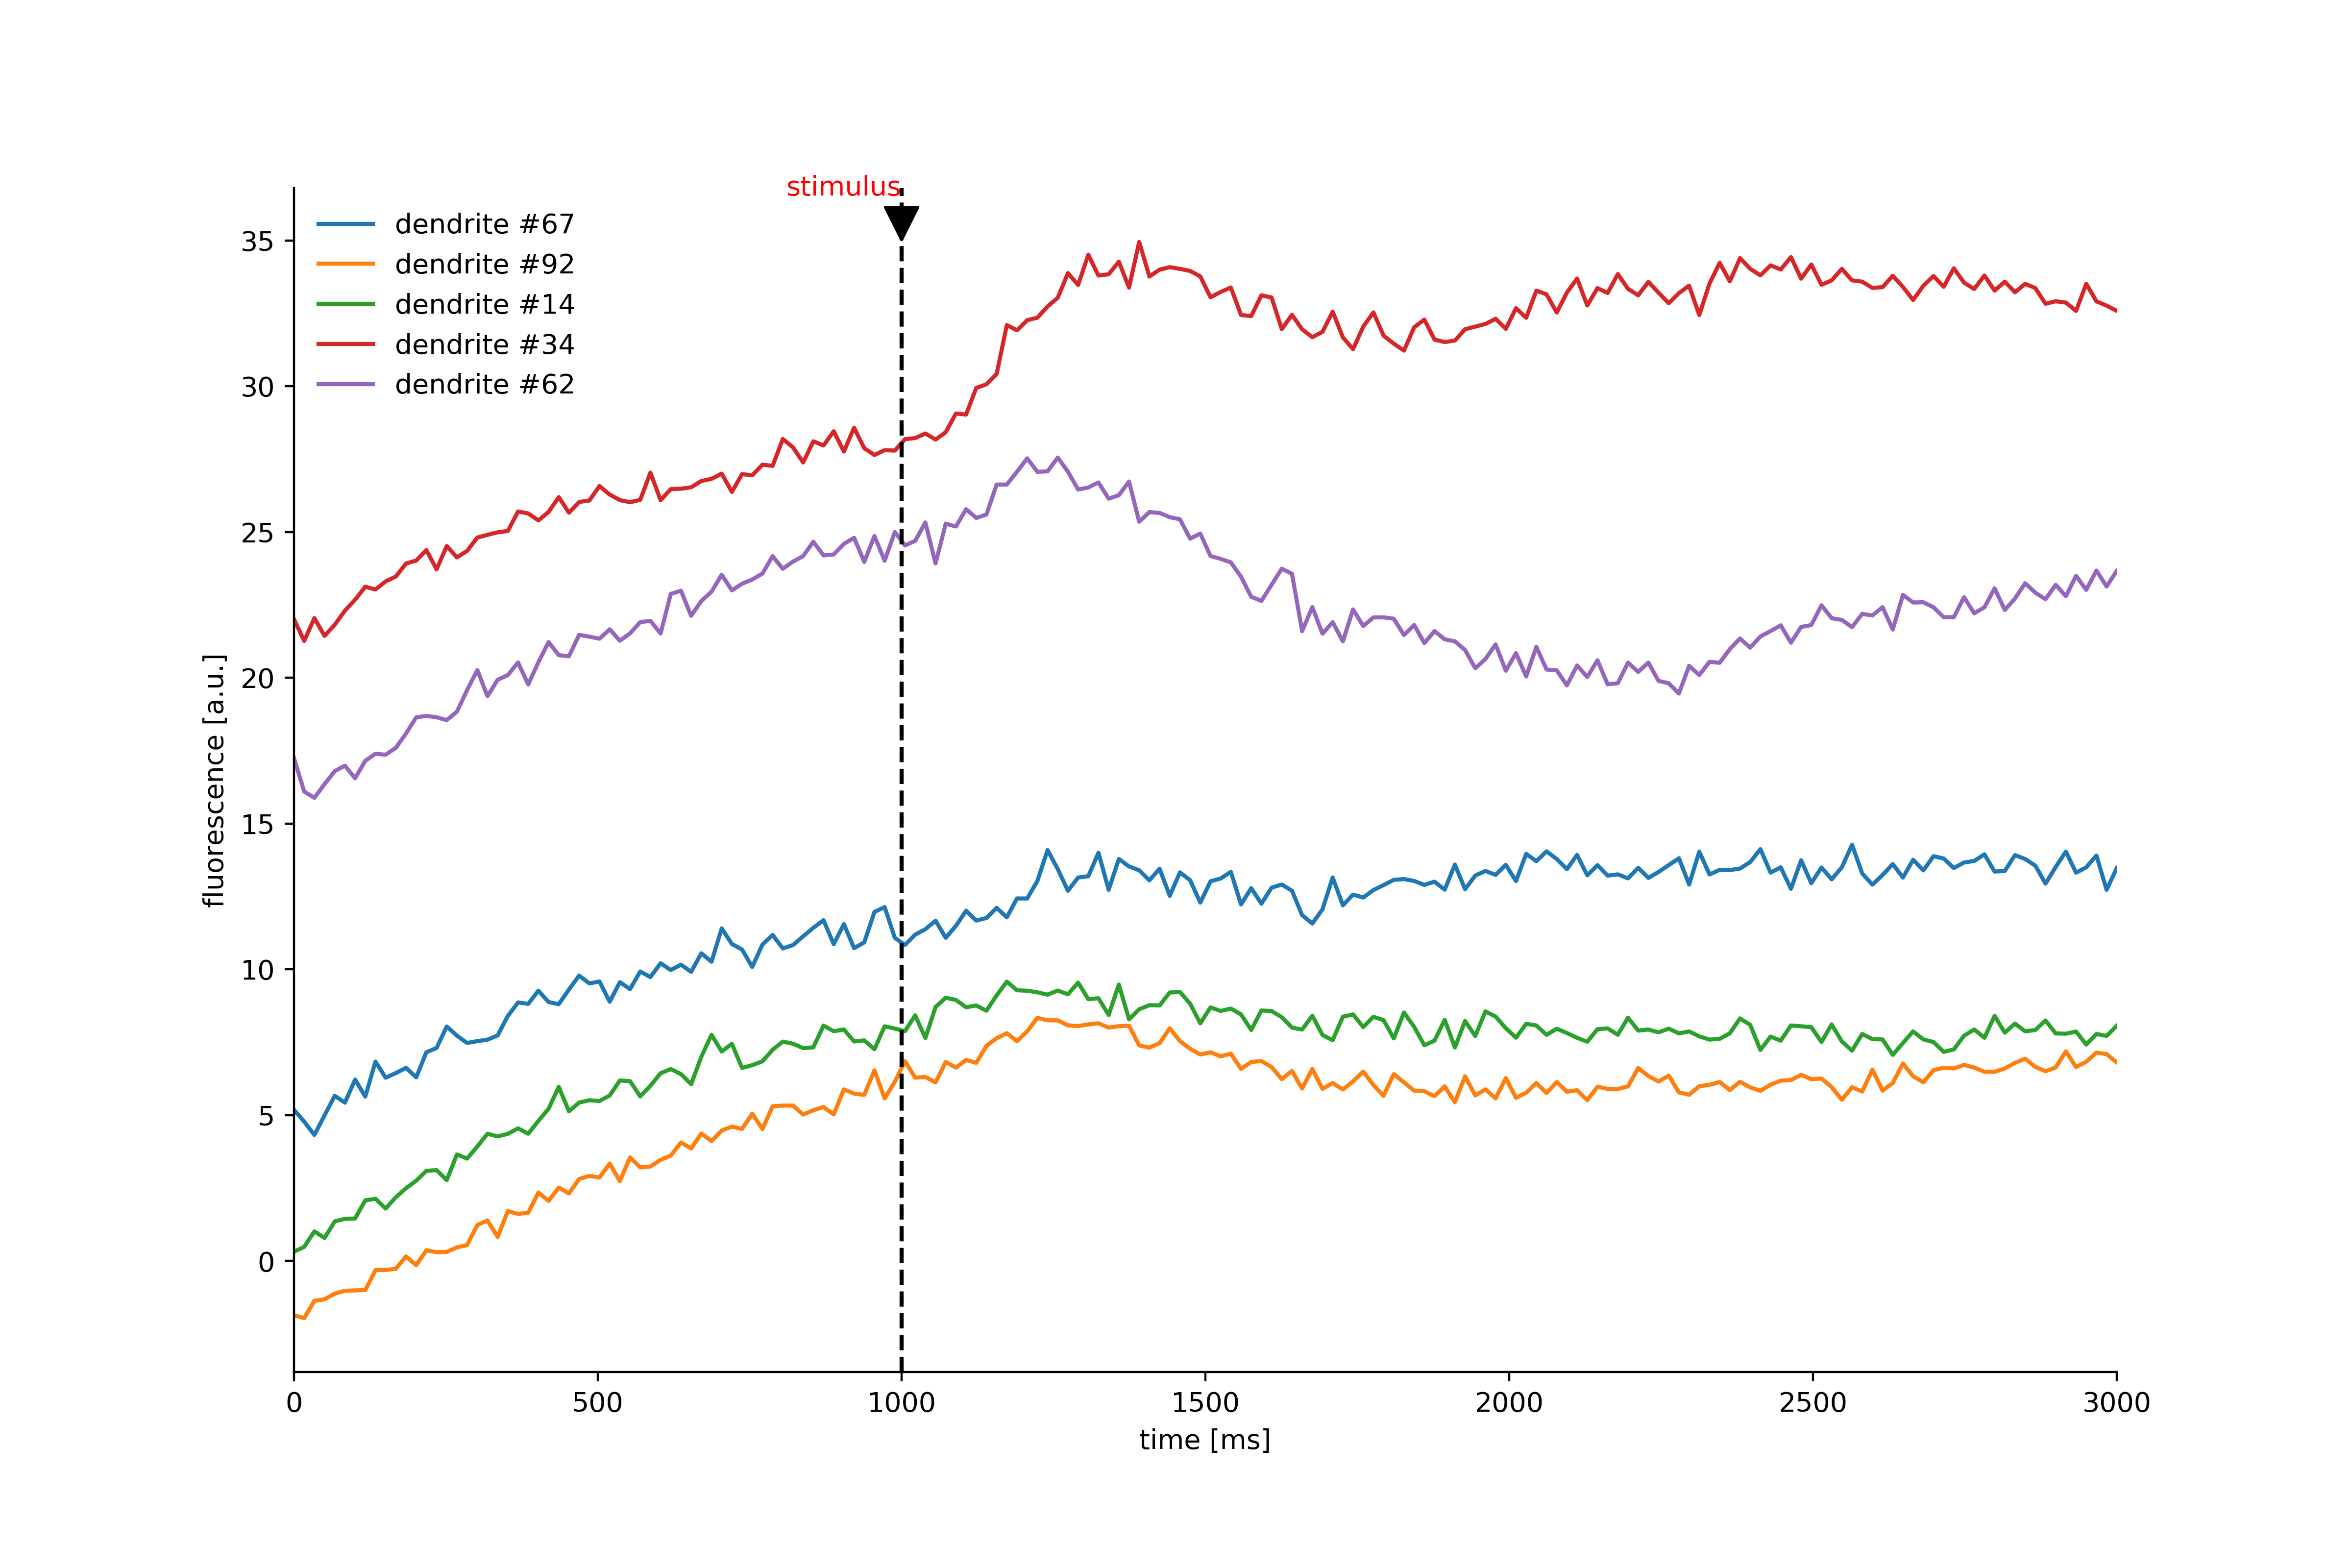 stimulus
dendrite #67
dendrite #92
dendrite #14
dendrite #34
dendrite #62
35
30
25
20
15
10
5
0
fluorescence [a.u.]
0 500 1000 1500 2000 2500 3000
time [ms]